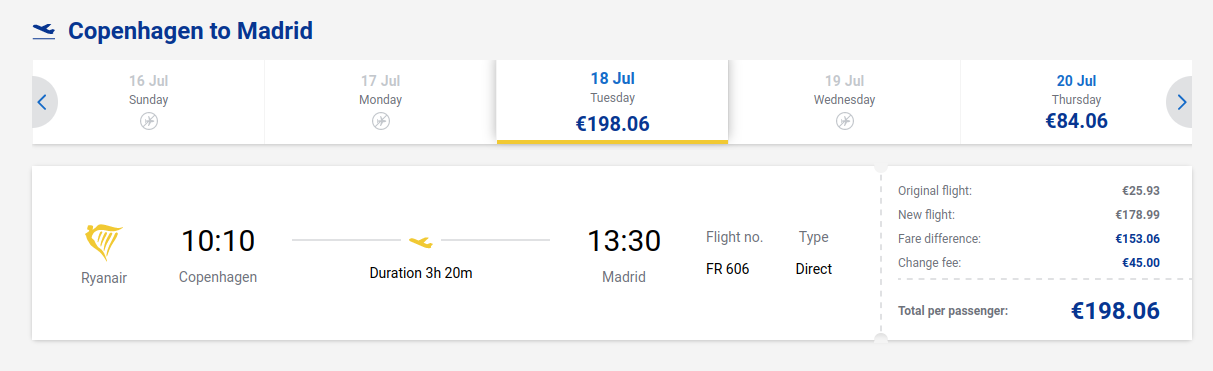 Copenhagen to Madrid
16 Jul
Sunday
17 Jul
Monday
18 Jul
Tuesday
€198.06
19 Jul
Wednesday
20 Jul
Thursday
€84.06
Ryanair
10:10
Copenhagen
Duration 3h 20m
13:30
Madrid
Flight no.
FR 606
Type
Direct
Original flight: €25.93
New flight: €178.99
Fare difference: €153.06
Change fee: €45.00
Total per passenger: €198.06